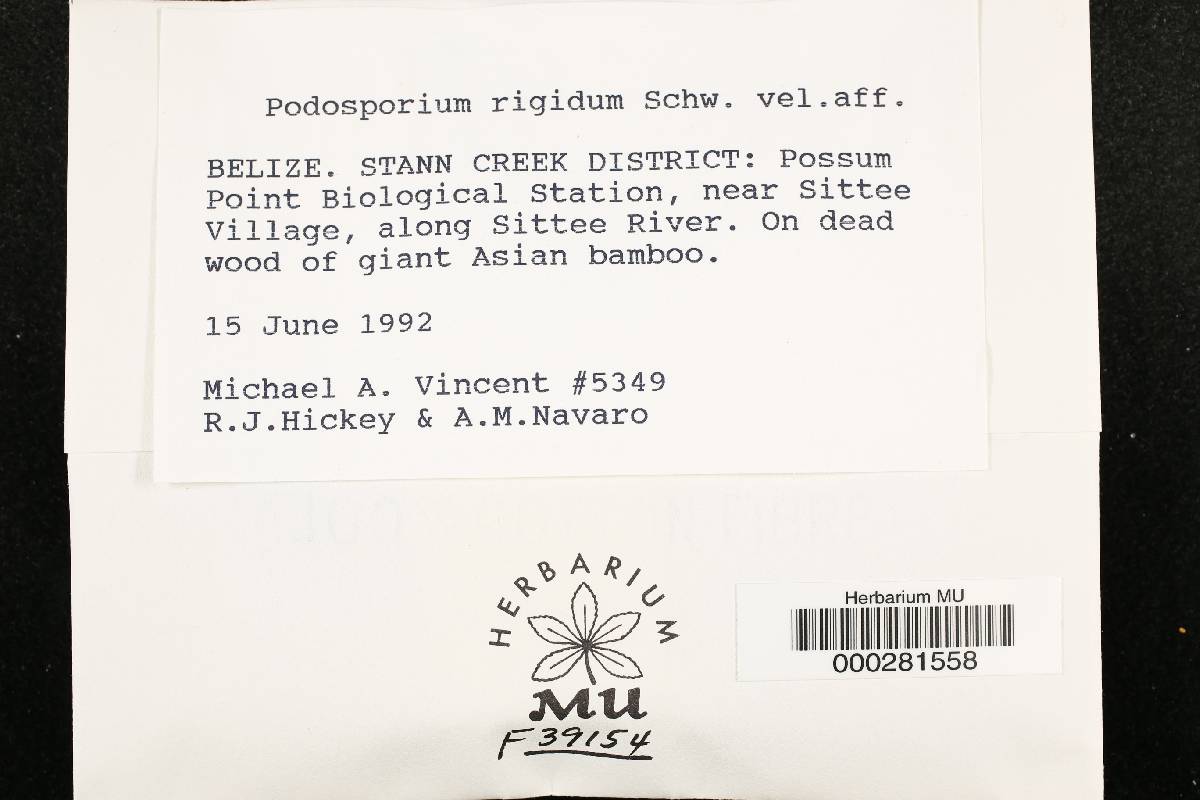 Podosporium rigidum Schw. vel.aff.
BELIZE. STANN CREEK DISTRICT: Possum
Point Biological Station, near Sittee
Village, along Sittee River. On dead
wood of giant Asian bamboo.
15 June 1992
Michael A. Vincent #5349
R.J.Hickey & A.M.Navaro
HERBARIUM
MU
F 39154
Herbarium MU
000281558